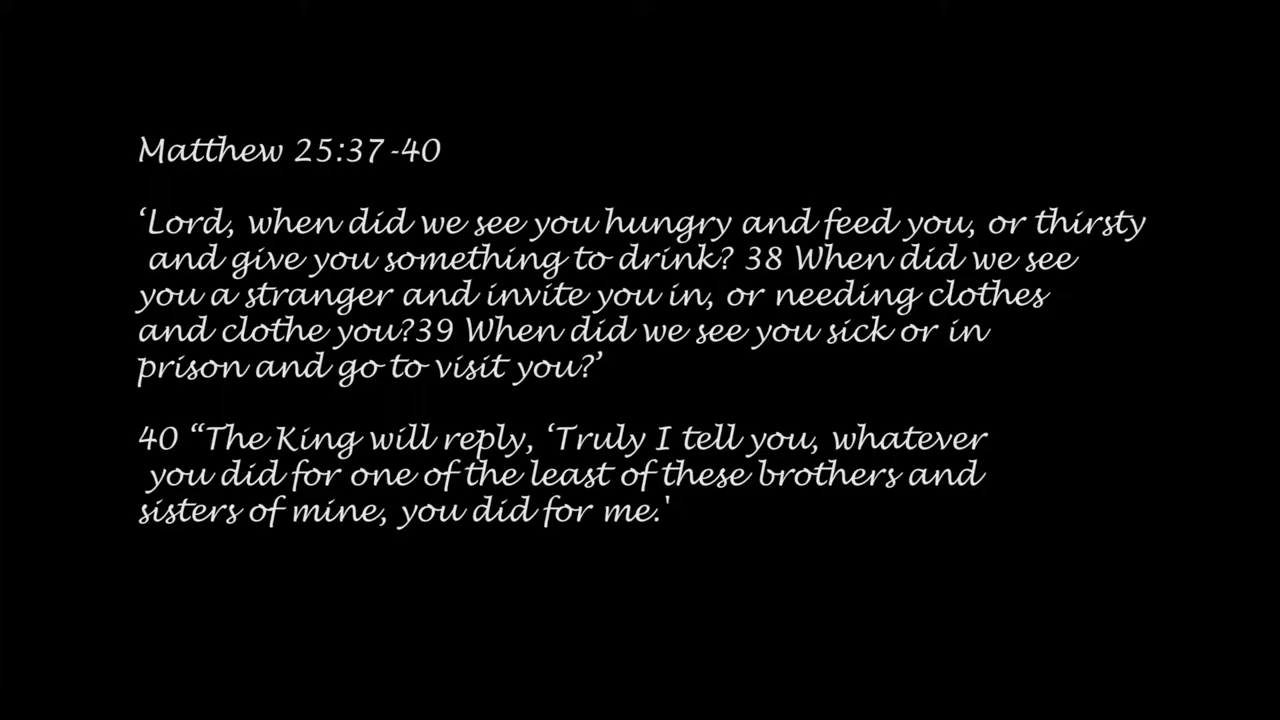 Matthew 25:37-40
‘Lord, when did we see you hungry and feed you, or thirsty
and give you something to drink? 38 When did we see
you a stranger and invite you in, or needing clothes
and clothe you?39 When did we see you sick or in
prison and go to visit you?’
40 “The King will reply, ‘Truly I tell you, whatever
you did for one of the least of these brothers and
sisters of mine, you did for me.'